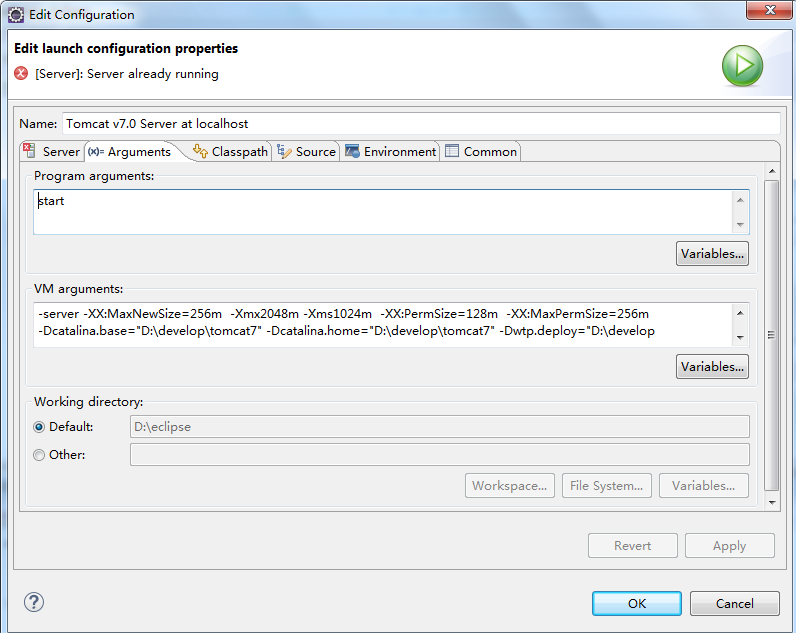 Edit Configuration
Edit launch configuration properties
[Server]: Server already running
Name: Tomcat v7.0 Server at localhost
Server (x)= Arguments Classpath Source Environment Common
Program arguments:
start
Variables...
VM arguments:
-server -XX:MaxNewSize=256m -Xmx2048m -Xms1024m -XX:PermSize=128m -XX:MaxPermSize=256m
-Dcatalina.base="D:\develop\tomcat7" -Dcatalina.home="D:\develop\tomcat7" -Dwtp.deploy="D:\develop
Variables...
Working directory:
Default: D:\eclipse
Other:
Workspace... File System... Variables...
Revert Apply
OK Cancel